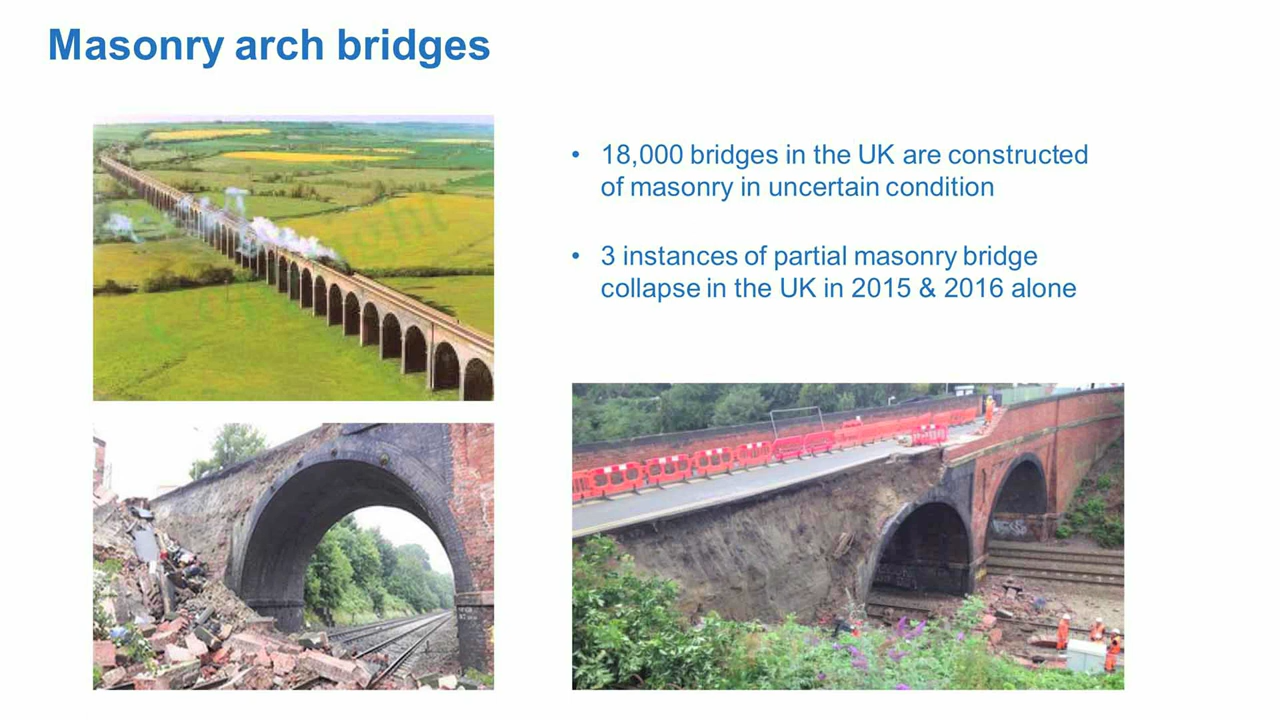 Masonry arch bridges
• 18,000 bridges in the UK are constructed
of masonry in uncertain condition
• 3 instances of partial masonry bridge
collapse in the UK in 2015 & 2016 alone
Copyright